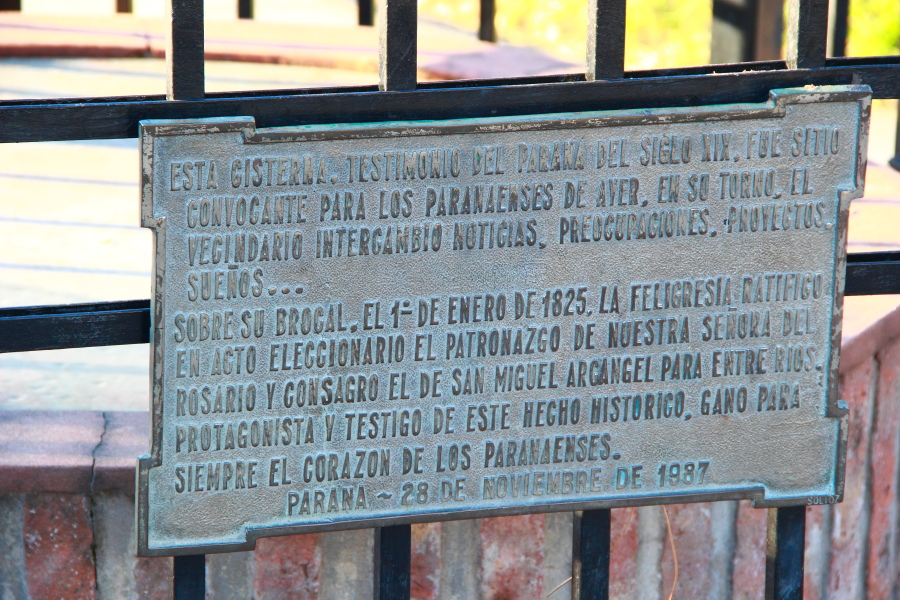 ESTA CISTERNA, TESTIMONIO DEL PARANA DEL SIGLO XIX, FUE SITIO
CONVOCANTE PARA LOS PARANAENSES DE AYER, EN SU TORNO, EL
VECINDARIO INTERCAMBIO NOTICIAS, PREOCUPACIONES, PROYECTOS,
SUEÑOS...
SOBRE SU BROCAL, EL 1º DE ENERO DE 1825, LA FELIGRESIA RATIFICO
EN ACTO ELECCIONARIO EL PATRONAZGO DE NUESTRA SEÑORA DEL
ROSARIO Y CONSAGRO EL DE SAN MIGUEL ARCANGEL PARA ENTRE RIOS.
PROTAGONISTA Y TESTIGO DE ESTE HECHO HISTORICO, GANO PARA
SIEMPRE EL CORAZON DE LOS PARANAENSES.
PARANA ~ 28 DE NOVIEMBRE DE 1987